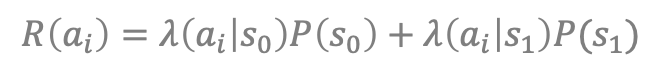 R(aᵢ) = λ(aᵢ|s₀)P(s₀) + λ(aᵢ|s₁)P(s₁)